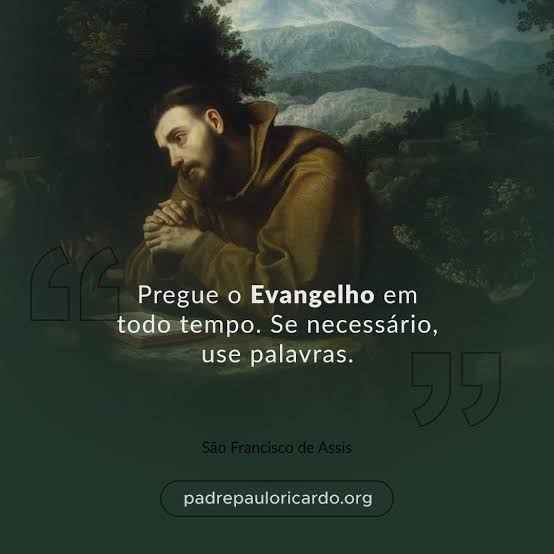 Pregue o Evangelho em
todo tempo. Se necessário,
use palavras.
São Francisco de Assis
padrepauloricardo.org